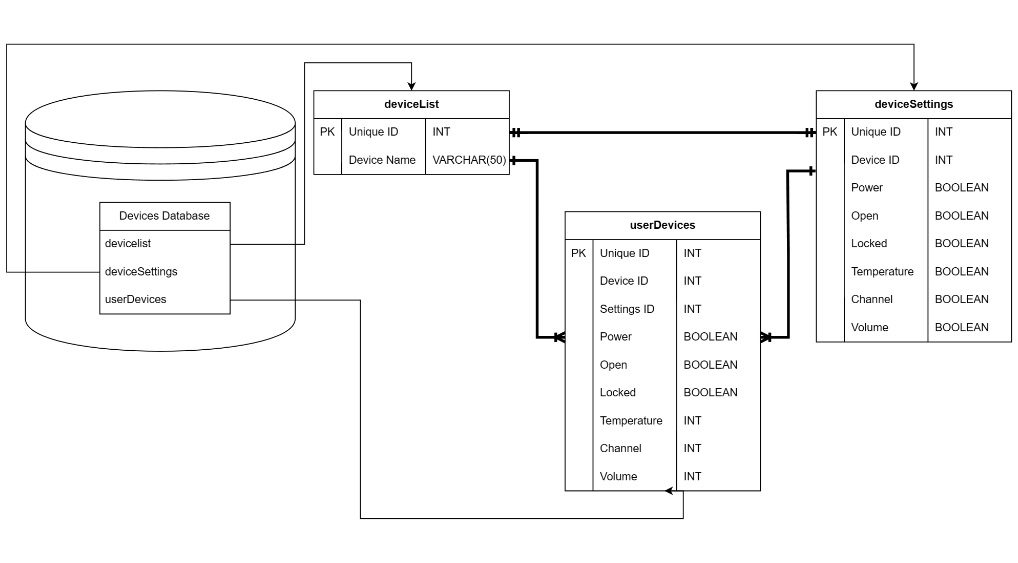 Devices Database
devicelist
deviceSettings
userDevices
deviceList
PK Unique ID INT
Device Name VARCHAR(50)
userDevices
PK Unique ID INT
Device ID INT
Settings ID INT
Power BOOLEAN
Open BOOLEAN
Locked BOOLEAN
Temperature INT
Channel INT
Volume INT
deviceSettings
PK Unique ID INT
Device ID INT
Power BOOLEAN
Open BOOLEAN
Locked BOOLEAN
Temperature BOOLEAN
Channel BOOLEAN
Volume BOOLEAN